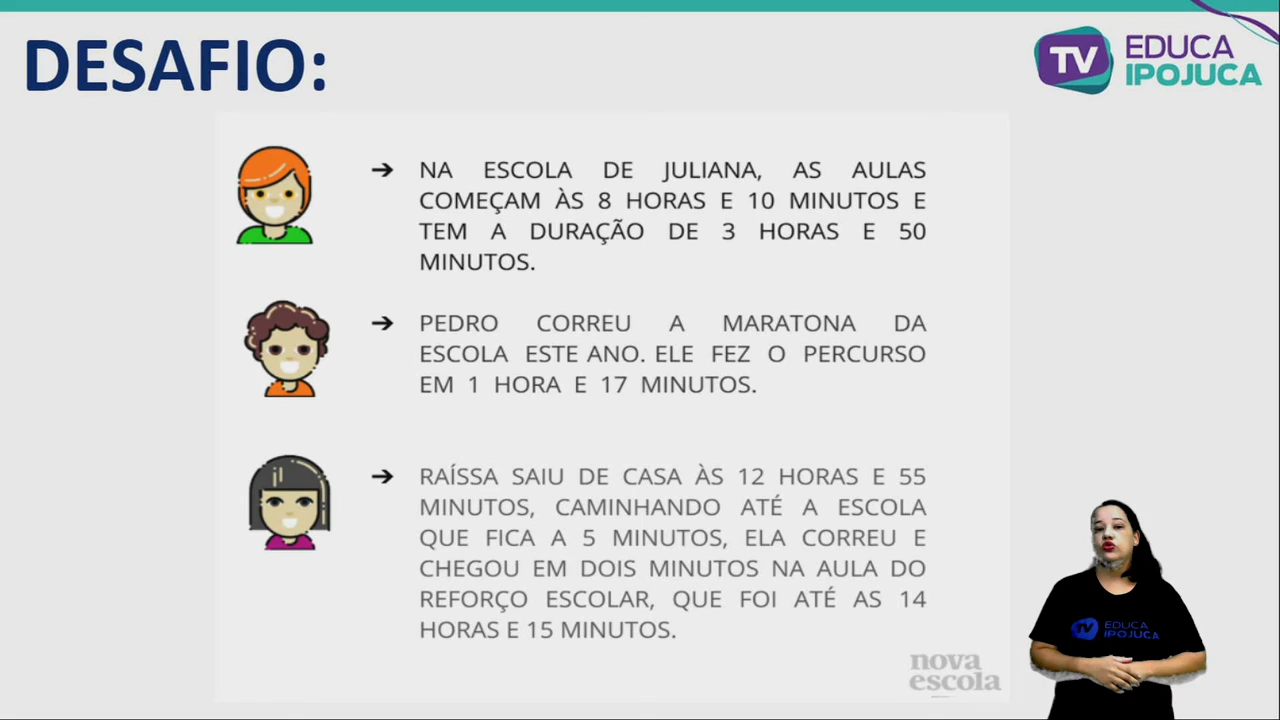 DESAFIO:
TV EDUCA
IPOJUCA
NA ESCOLA DE JULIANA, AS AULAS
COMEÇAM ÀS 8 HORAS E 10 MINUTOS E
TEM A DURAÇÃO DE 3 HORAS E 50
MINUTOS.
PEDRO CORREU A MARATONA DA
ESCOLA ESTE ANO. ELE FEZ O PERCURSO
EM 1 HORA E 17 MINUTOS.
RAÍSSA SAIU DE CASA ÀS 12 HORAS E 55
MINUTOS, CAMINHANDO ATÉ A ESCOLA
QUE FICA A 5 MINUTOS, ELA CORREU E
CHEGOU EM DOIS MINUTOS NA AULA DO
REFORÇO ESCOLAR, QUE FOI ATÉ AS 14
HORAS E 15 MINUTOS.
nova
escola
TV EDUCA
IPOJUCA